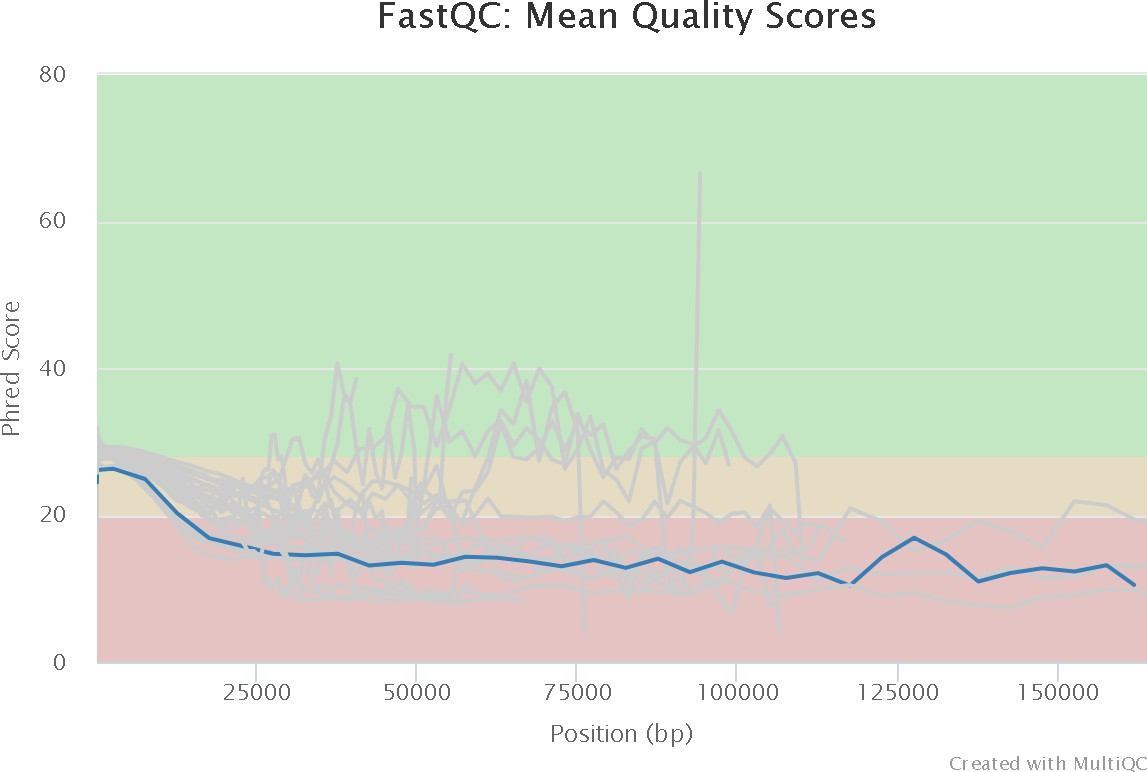 FastQC: Mean Quality Scores
80
60
40
20
0
Phred Score
25000 50000 75000 100000 125000 150000
Position (bp)
Created with MultiQC